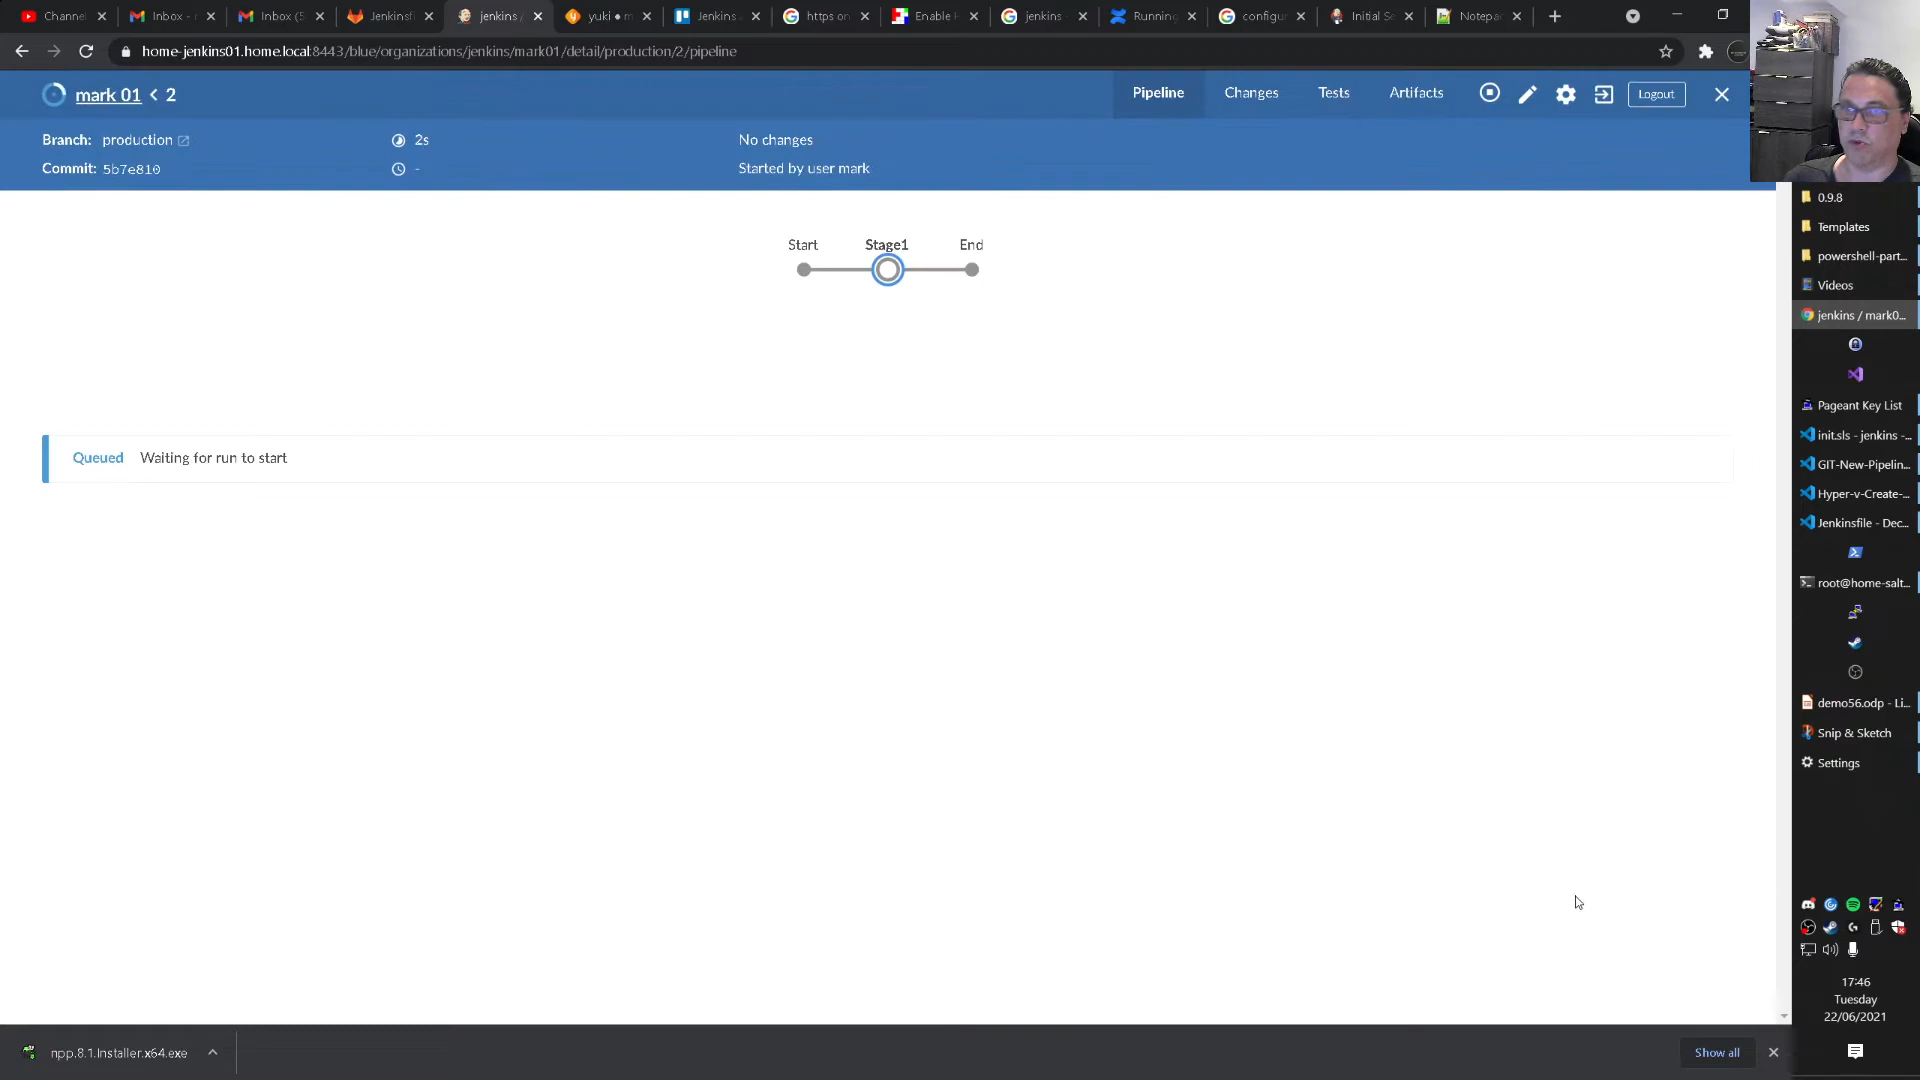 Channel
Inbox -
Inbox (5
Jenkinsfi
jenkins /
yuki ● m
Jenkins
https on
Enable
jenkins
Running
configur
Initial Se
Notepa
home-jenkins01.home.local:8443/blue/organizations/jenkins/mark01/detail/production/2/pipeline
mark 01 < 2
Pipeline
Changes
Tests
Artifacts
Logout
Branch: production
2s
No changes
Commit: 5b7e810
-
Started by user mark
Start
Stage1
End
Queued Waiting for run to start
0.9.8
Templates
powershell-part...
Videos
jenkins / mark0...
Pageant Key List
init.sls - jenkins -...
GIT-New-Pipelin...
Hyper-v-Create-...
Jenkinsfile - Dec...
root@home-salt...
demo56.odp - Li...
Snip & Sketch
Settings
17:46
Tuesday
22/06/2021
npp.8.1.Installer.x64.exe
Show all